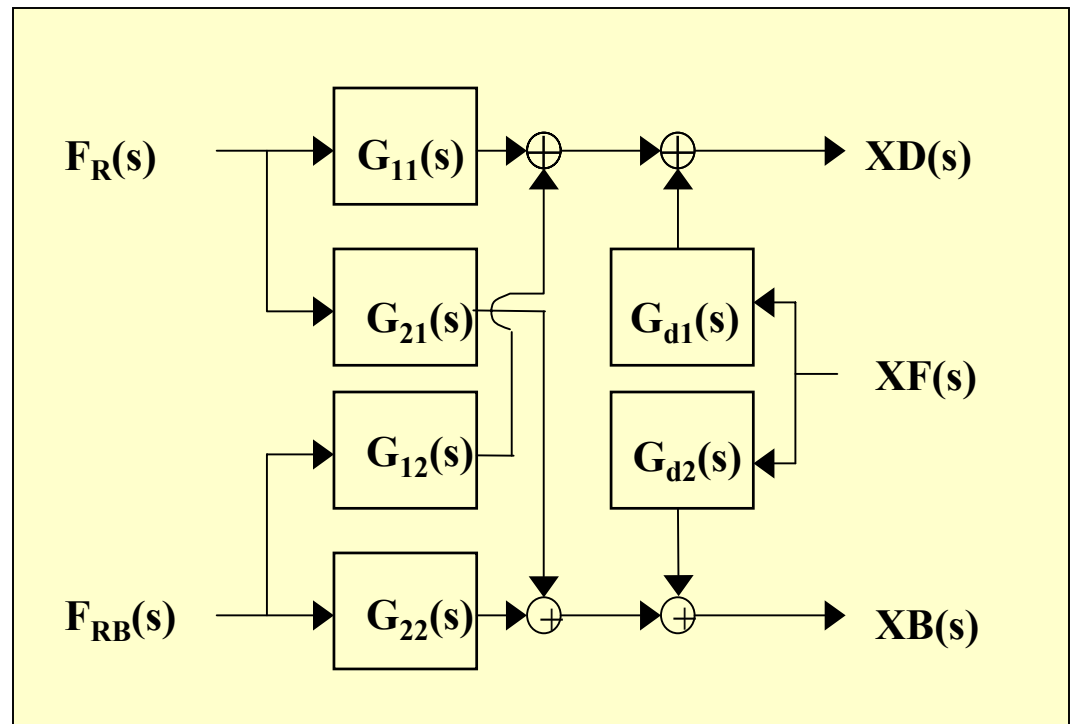 F_R(s)
G_11(s)
XD(s)
G_21(s)
G_d1(s)
XF(s)
G_12(s)
G_d2(s)
F_RB(s)
G_22(s)
XB(s)